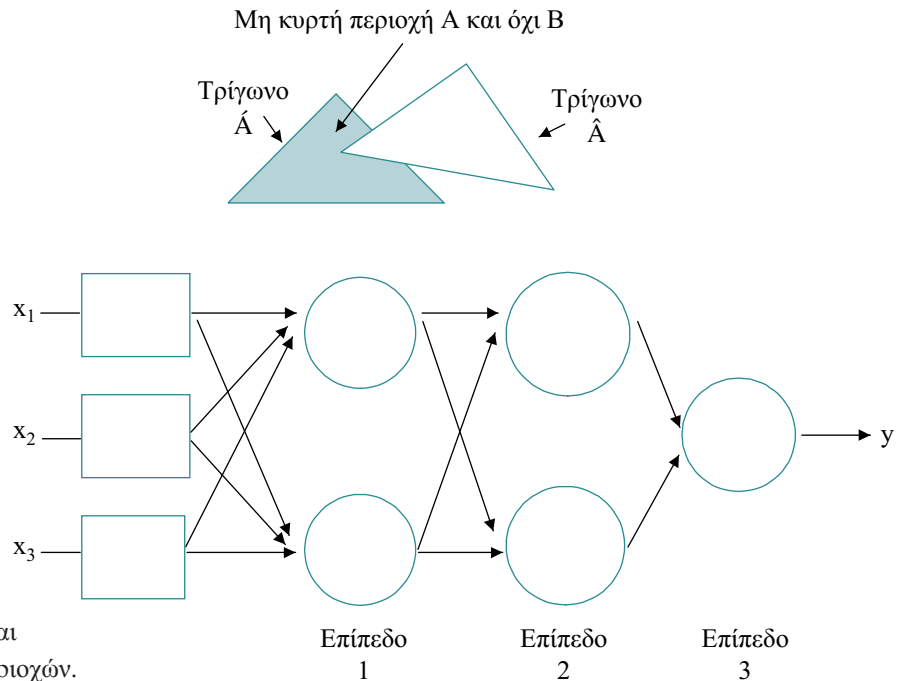 Μη κυρτή περιοχή Α και όχι Β
Τρίγωνο
Á
Τρίγωνο
Â
x1
x2
x3
y
αι
ριοχών.
Επίπεδο
1
Επίπεδο
2
Επίπεδο
3